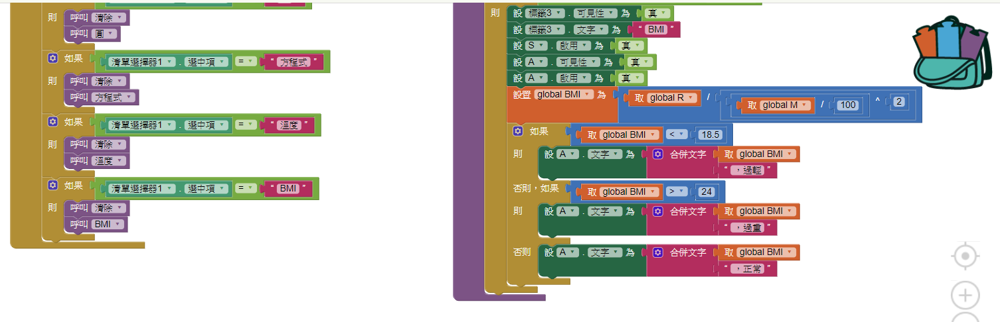 則 呼叫 清除
呼叫 圓
如果 清單選擇器1 . 選中項 = “ 方程式 ”
則 呼叫 清除
呼叫 方程式
如果 清單選擇器1 . 選中項 = “ 溫度 ”
則 呼叫 清除
呼叫 溫度
如果 清單選擇器1 . 選中項 = “ BMI ”
則 呼叫 清除
呼叫 BMI
則 設 標籤3 . 可見性 為 真
設 標籤3 . 文字 為 “ BMI ”
設 S . 啟用 為 真
設 A . 可見性 為 真
設 A . 啟用 為 真
設置 global BMI 為 取 global R / 取 global M / 100 ^ 2
如果 取 global BMI < 18.5
則 設 A . 文字 為 合併文字 取 global BMI
“ ，過輕 ”
否則，如果 取 global BMI > 24
則 設 A . 文字 為 合併文字 取 global BMI
“ ，過重 ”
否則 設 A . 文字 為 合併文字 取 global BMI
“ ，正常 ”